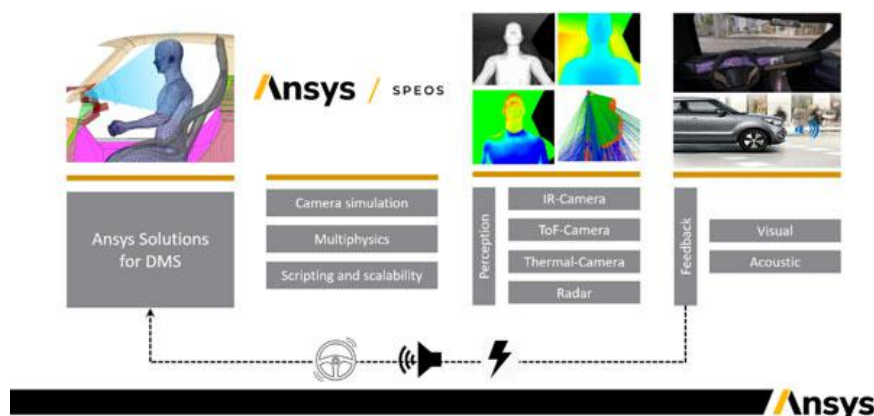 Ansys / SPEOS
Ansys Solutions
for DMS
Camera simulation
Multiphysics
Scripting and scalability
Perception
IR-Camera
ToF-Camera
Thermal-Camera
Radar
Feedback
Visual
Acoustic
Ansys